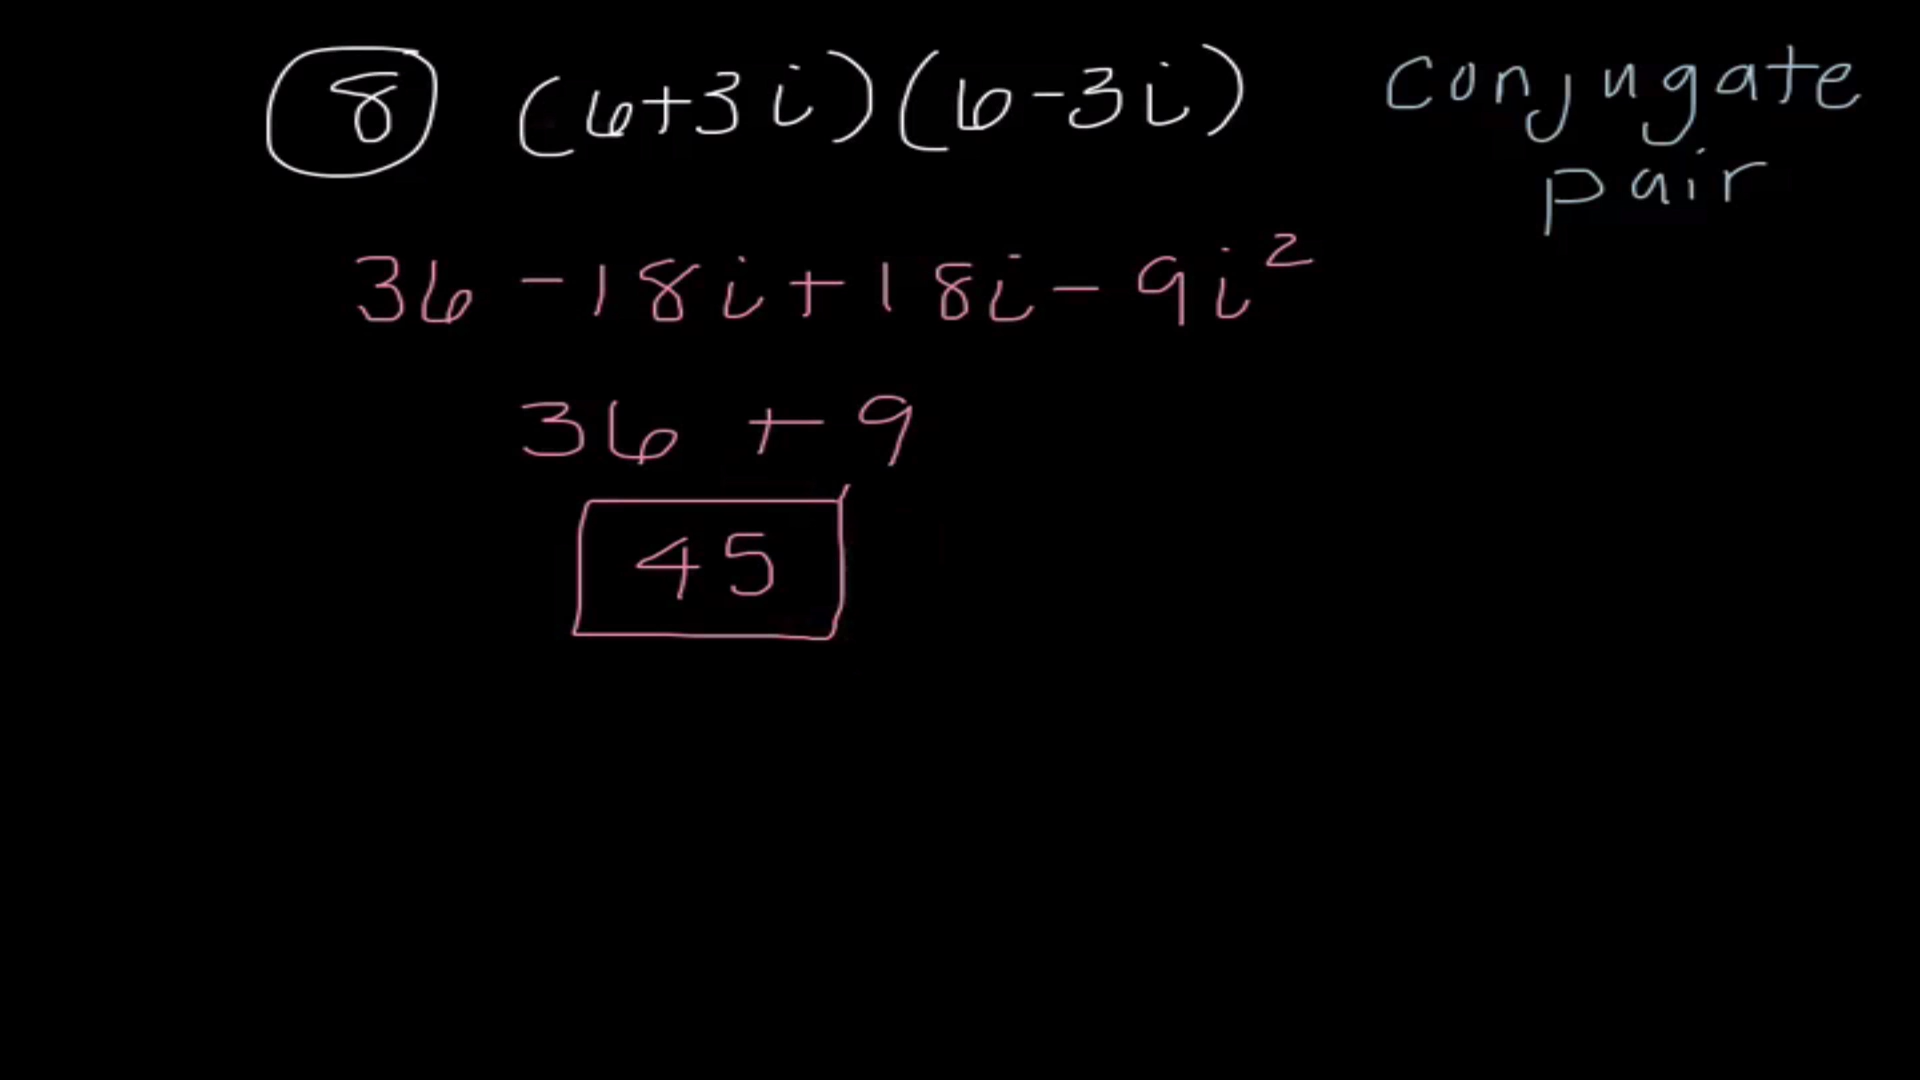 8 (6+3i)(6-3i) conjugate
pair
36 - 18i + 18i - 9i²
36 + 9
45